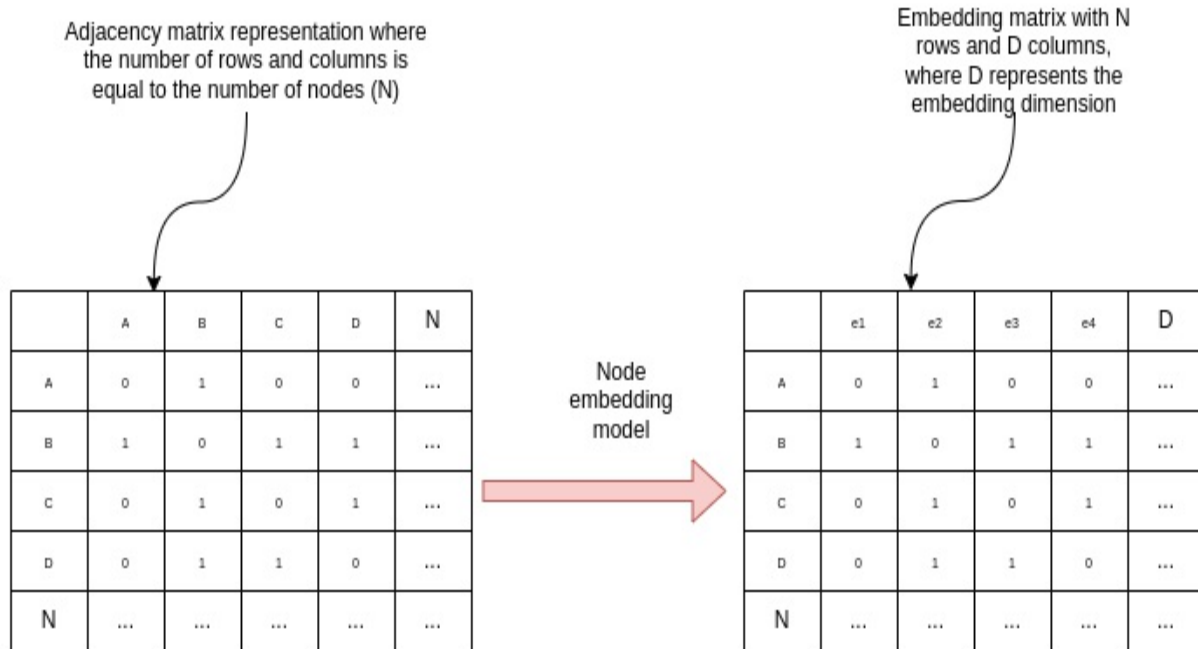 Adjacency matrix representation where
the number of rows and columns is
equal to the number of nodes (N)
Embedding matrix with N
rows and D columns,
where D represents the
embedding dimension
A B C D N
A 0 1 0 0 ...
B 1 0 1 1 ...
C 0 1 0 1 ...
D 0 1 1 0 ...
N ... ... ... ... ...
Node
embedding
model
e1 e2 e3 e4 D
A 0 1 0 0 ...
B 1 0 1 1 ...
C 0 1 0 1 ...
D 0 1 1 0 ...
N ... ... ... ... ...